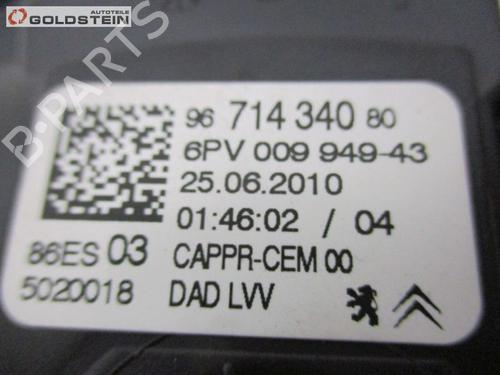 Autoteile
GOLDSTEIN
B-PARTS
96 714 340 80
6PV 009 949-43
25.06.2010
01:46:02 / 04
86ES 03 CAPPR-CEM 00
5020018 DAD LVV